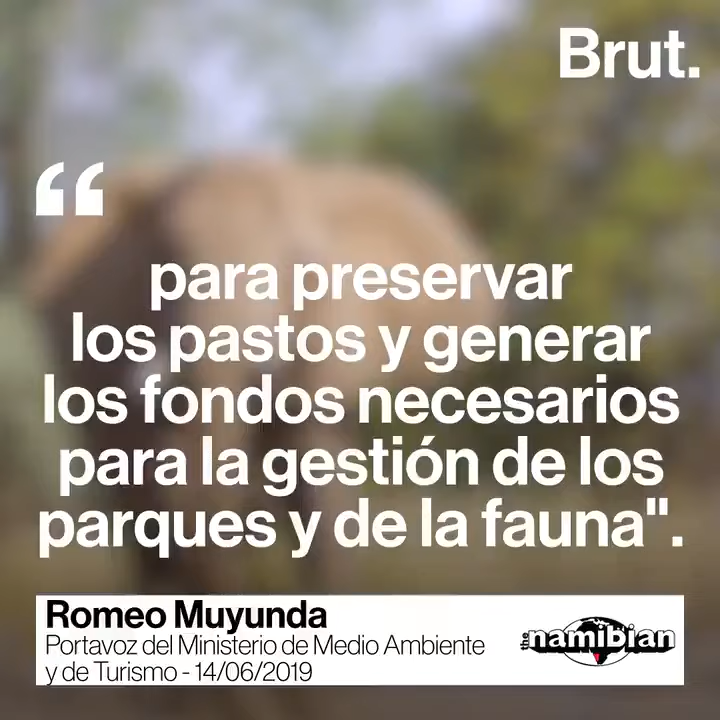 Brut.
“
para preservar
los pastos y generar
los fondos necesarios
para la gestión de los
parques y de la fauna".
Romeo Muyunda
Portavoz del Ministerio de Medio Ambiente
y de Turismo - 14/06/2019
the namibian